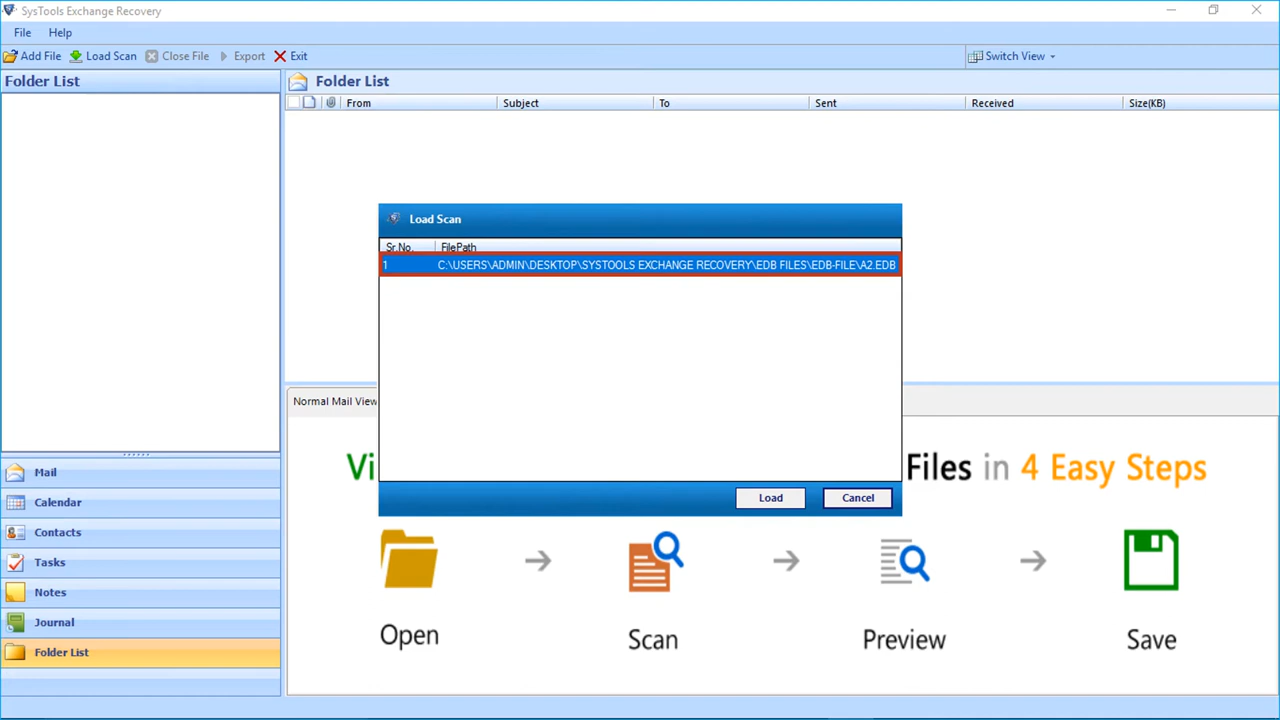 SysTools Exchange Recovery
File Help
Add File Load Scan Close File Export Exit Switch View
Folder List
Folder List
From Subject To Sent Received Size(KB)
Load Scan
Sr.No. FilePath
1 C:\USERS\ADMIN\DESKTOP\SYSTOOLS EXCHANGE RECOVERY\EDB FILES\EDB-FILE\A2.EDB
Load Cancel
Normal Mail View
Vi
Files in 4 Easy Steps
Open Scan Preview Save
Mail
Calendar
Contacts
Tasks
Notes
Journal
Folder List